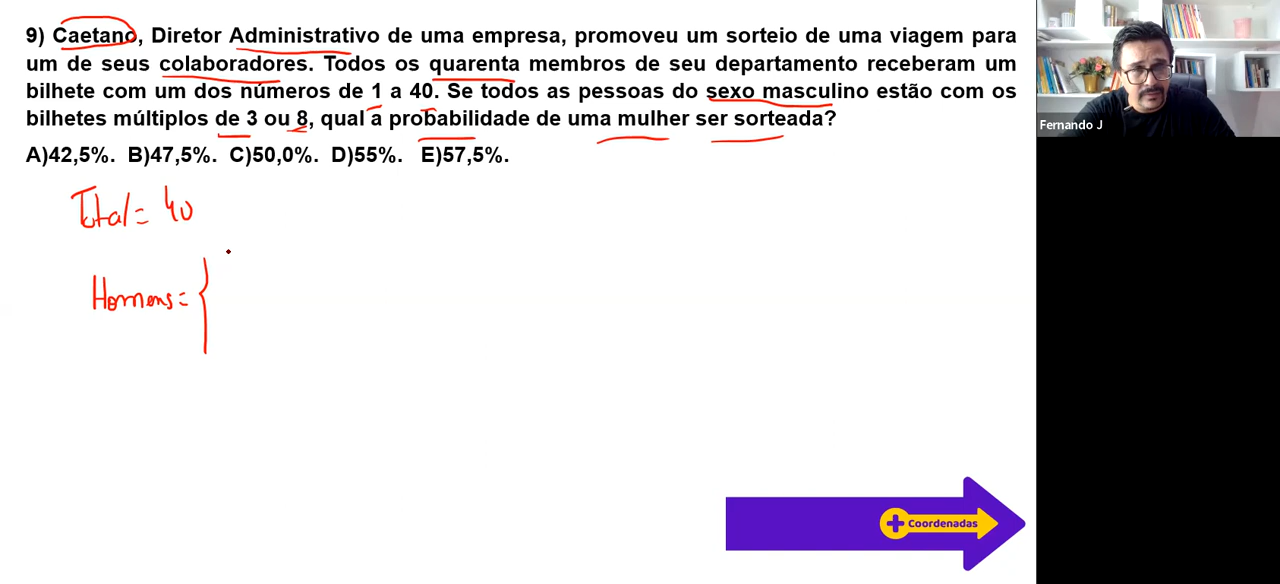 9) Caetano, Diretor Administrativo de uma empresa, promoveu um sorteio de uma viagem para
um de seus colaboradores. Todos os quarenta membros de seu departamento receberam um
bilhete com um dos números de 1 a 40. Se todos as pessoas do sexo masculino estão com os
bilhetes múltiplos de 3 ou 8, qual a probabilidade de uma mulher ser sorteada?
A)42,5%. B)47,5%. C)50,0%. D)55%. E)57,5%.
Total = 40
Homens = {
Fernando J
+ Coordenadas